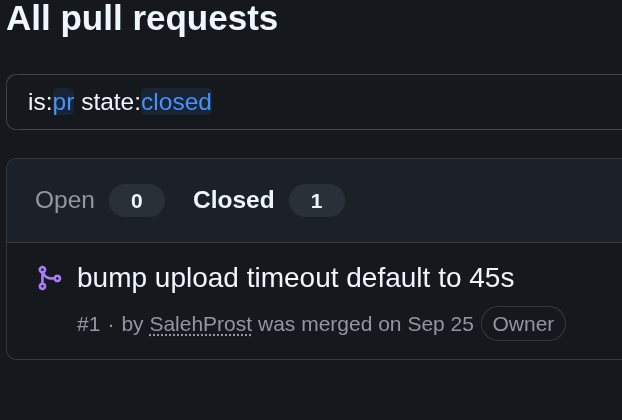 All pull requests
is:pr state:closed
Open 0 Closed 1
bump upload timeout default to 45s
#1 · by SalehProst was merged on Sep 25 Owner